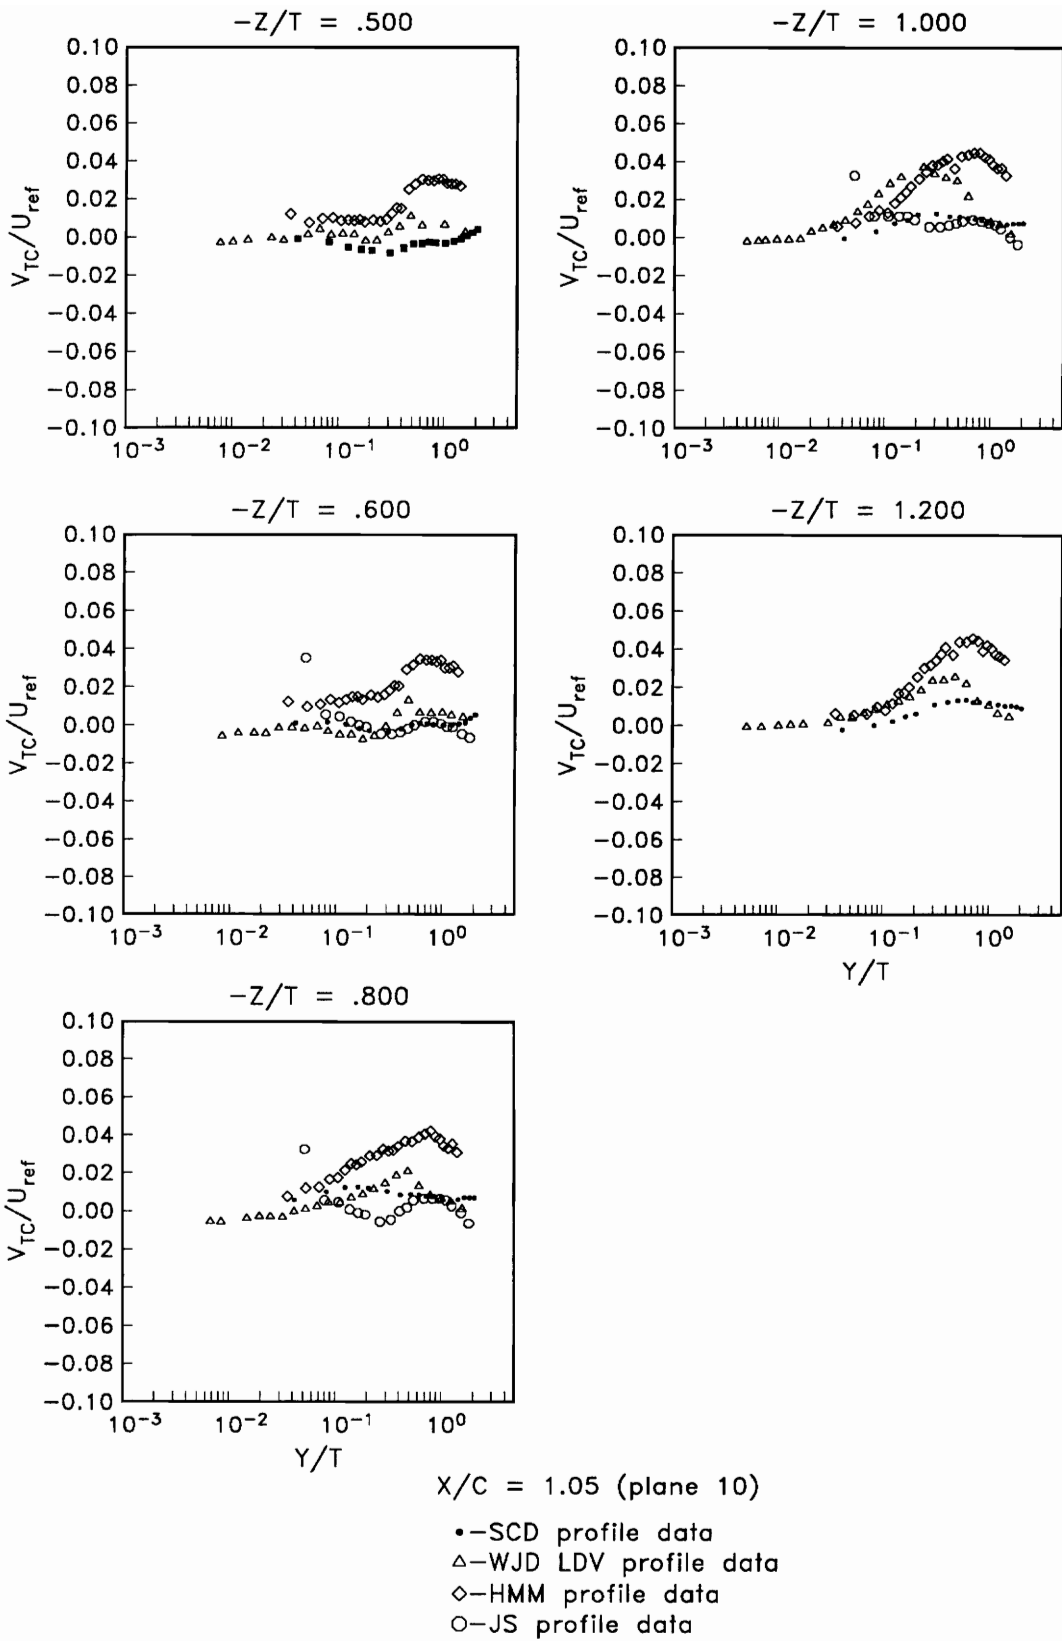 -Z/T = .500
0.10
0.08
0.06
0.04
0.02
0.00
-0.02
-0.04
-0.06
-0.08
-0.10
V_TC/U_ref
10^-3 10^-2 10^-1 10^0
-Z/T = 1.000
0.10
0.08
0.06
0.04
0.02
0.00
-0.02
-0.04
-0.06
-0.08
-0.10
V_TC/U_ref
10^-3 10^-2 10^-1 10^0
-Z/T = .600
0.10
0.08
0.06
0.04
0.02
0.00
-0.02
-0.04
-0.06
-0.08
-0.10
V_TC/U_ref
10^-3 10^-2 10^-1 10^0
-Z/T = 1.200
0.10
0.08
0.06
0.04
0.02
0.00
-0.02
-0.04
-0.06
-0.08
-0.10
V_TC/U_ref
10^-3 10^-2 10^-1 10^0
Y/T
-Z/T = .800
0.10
0.08
0.06
0.04
0.02
0.00
-0.02
-0.04
-0.06
-0.08
-0.10
V_TC/U_ref
10^-3 10^-2 10^-1 10^0
Y/T
X/C = 1.05 (plane 10)
•-SCD profile data
△-WJD LDV profile data
◇-HMM profile data
○-JS profile data